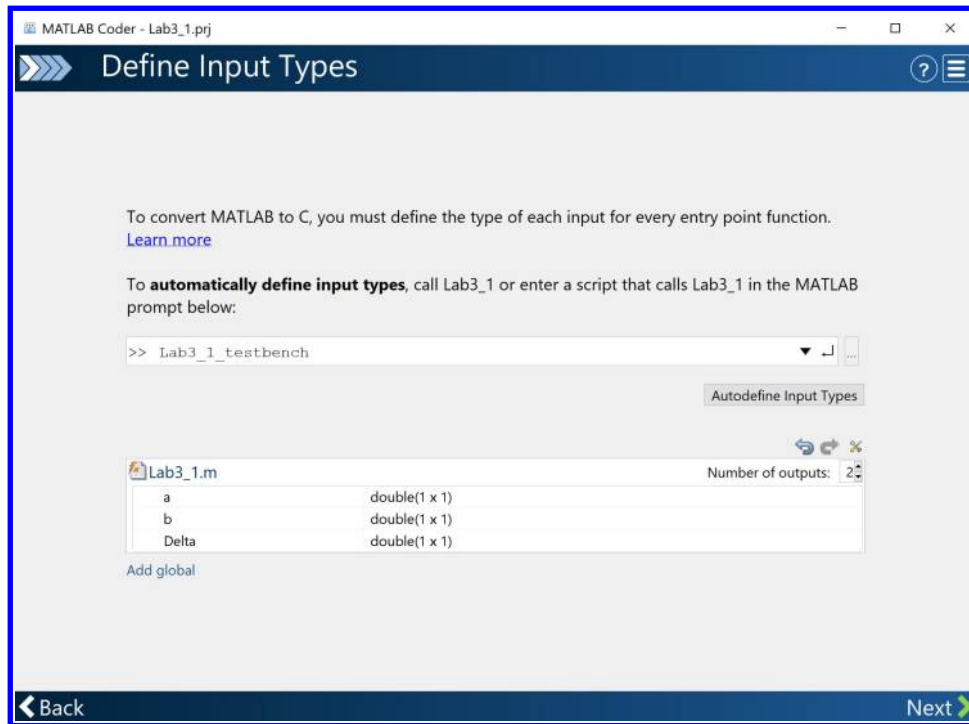 MATLAB Coder - Lab3_1.prj
Define Input Types
?
To convert MATLAB to C, you must define the type of each input for every entry point function.
Learn more
To automatically define input types, call Lab3_1 or enter a script that calls Lab3_1 in the MATLAB
prompt below:
>> Lab3_1_testbench
...
Autodefine Input Types
Lab3_1.m Number of outputs: 2
a double(1 x 1)
b double(1 x 1)
Delta double(1 x 1)
Add global
Back Next